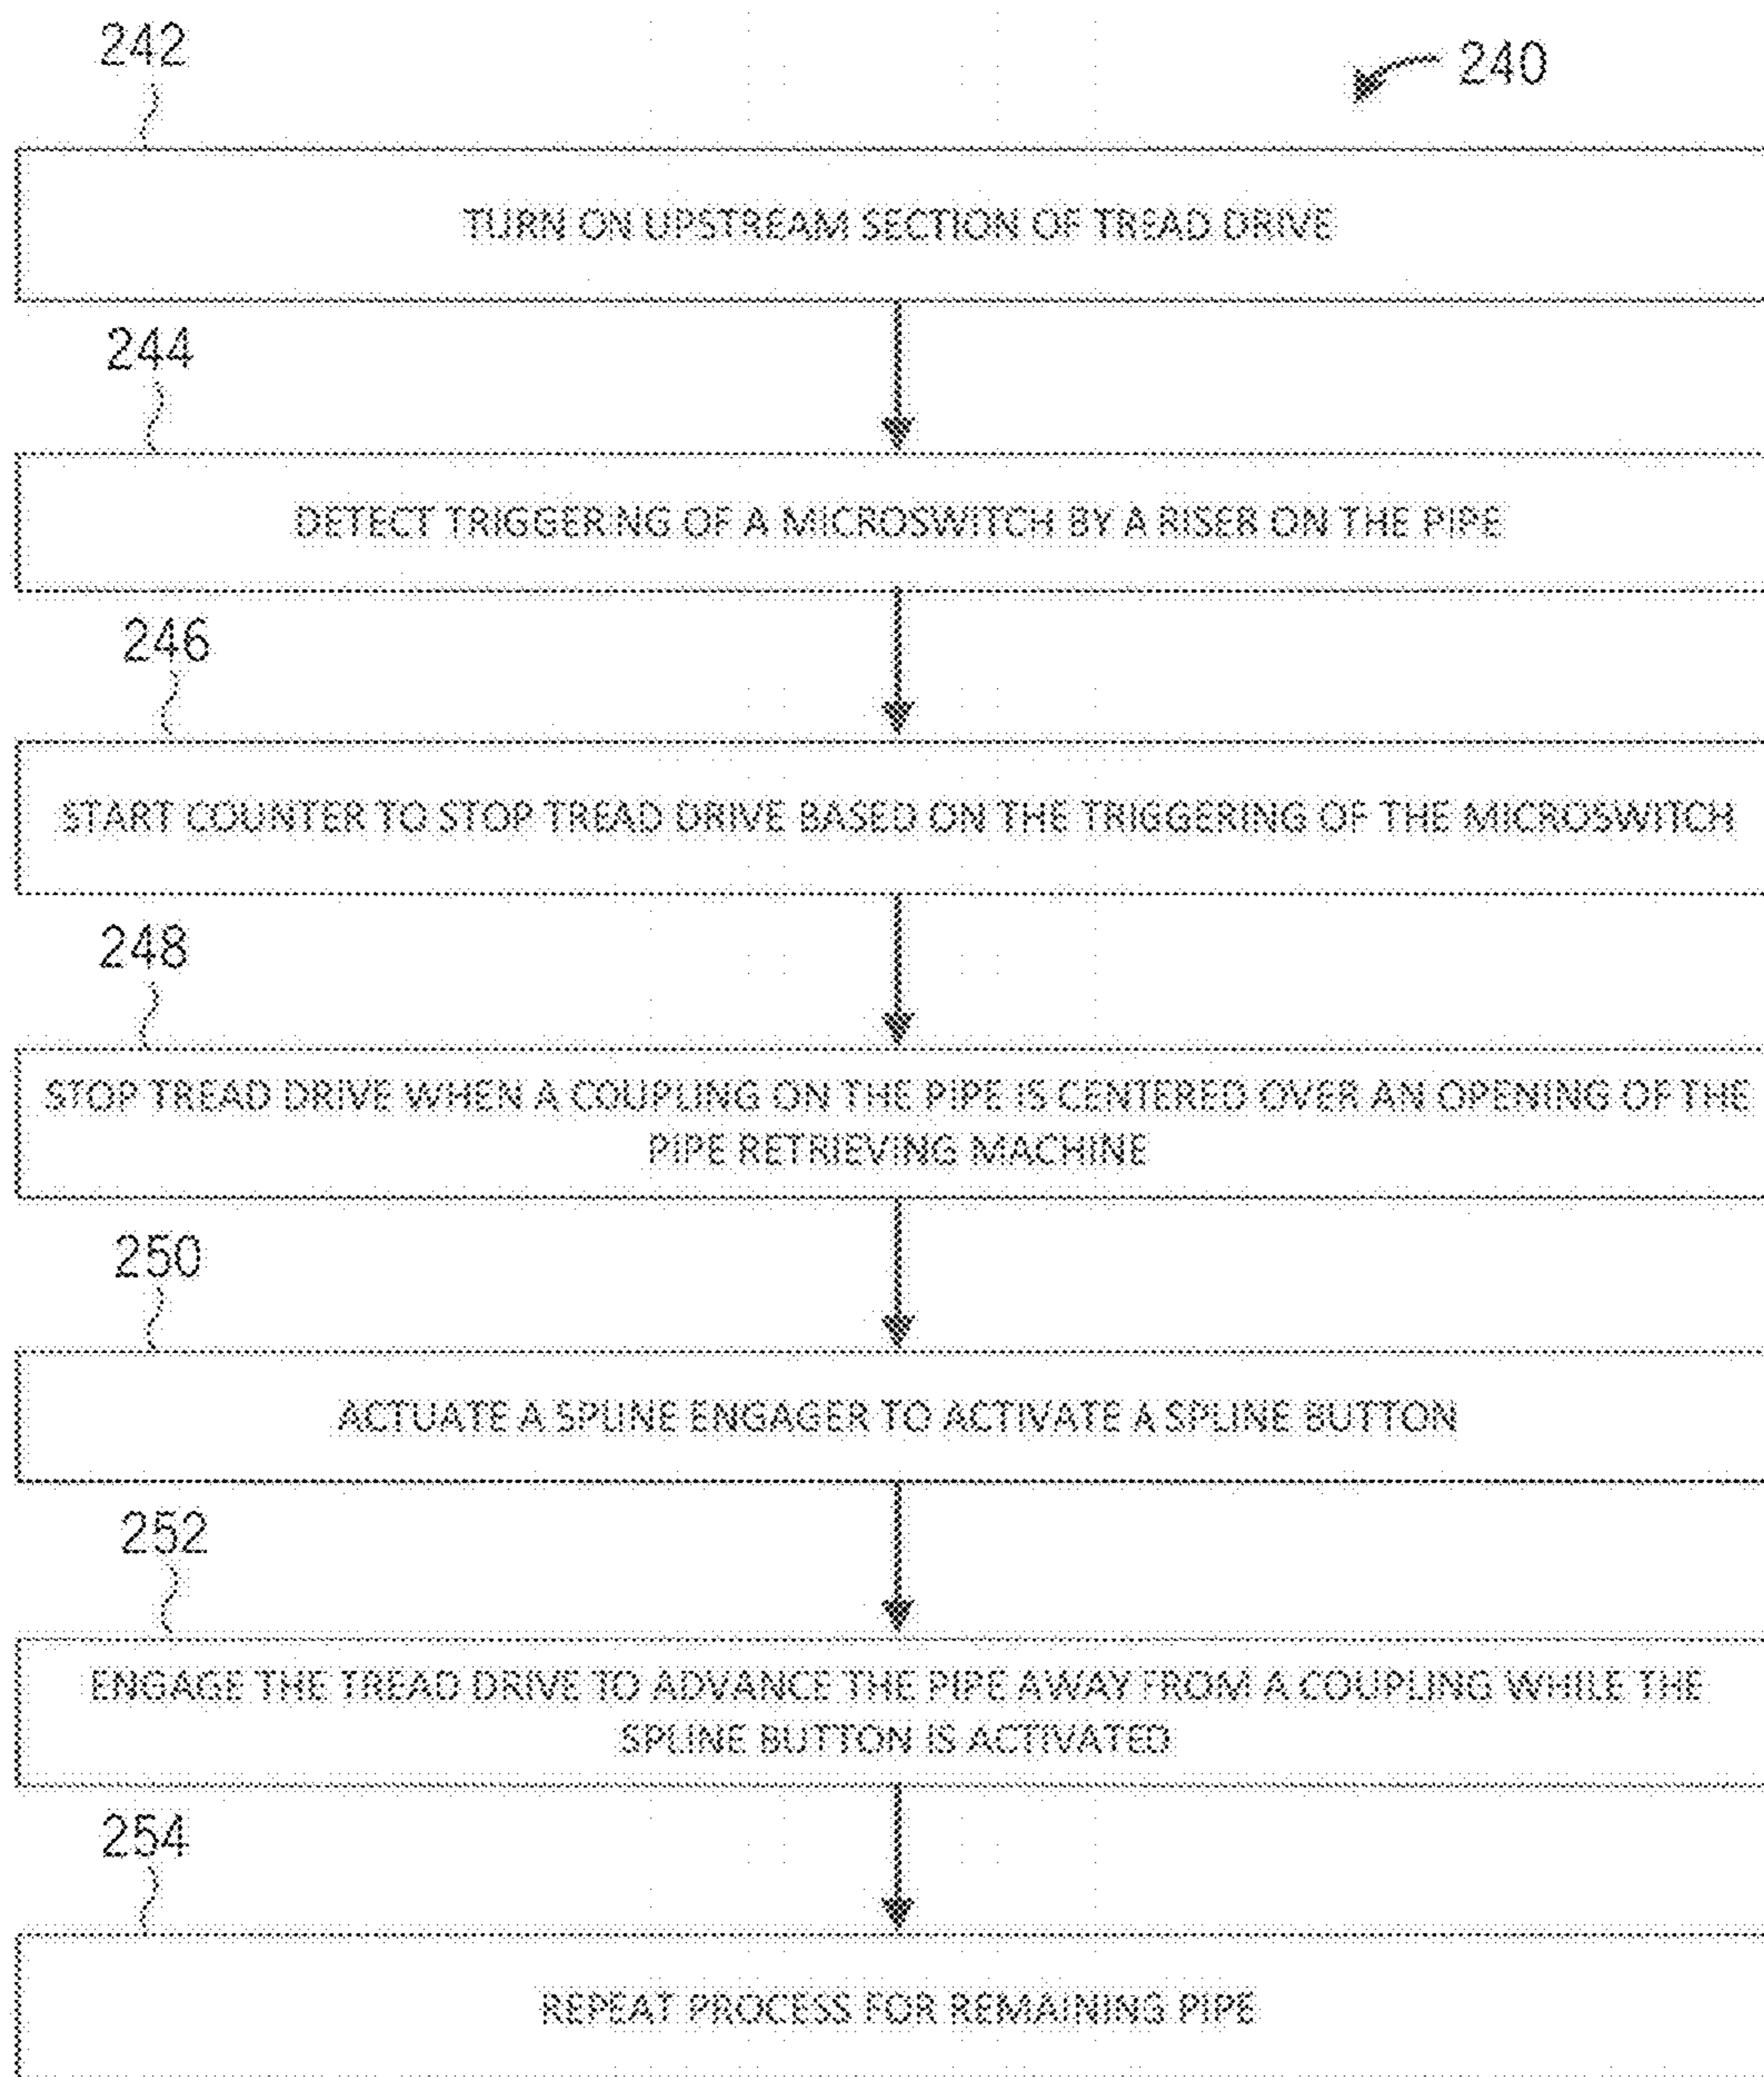 242
240
TURN ON UPSTREAM SECTION OF TREAD DRIVE
244
DETECT TRIGGERING OF A MICROSWITCH BY A RISER ON THE PIPE
246
START COUNTER TO STOP TREAD DRIVE BASED ON THE TRIGGERING OF THE MICROSWITCH
248
STOP TREAD DRIVE WHEN A COUPLING ON THE PIPE IS CENTERED OVER AN OPENING OF THE
PIPE RETRIEVING MACHINE
250
ACTUATE A SPLINE ENGAGER TO ACTIVATE A SPLINE BUTTON
252
ENGAGE THE TREAD DRIVE TO ADVANCE THE PIPE AWAY FROM A COUPLING WHILE THE
SPLINE BUTTON IS ACTIVATED
254
REPEAT PROCESS FOR REMAINING PIPE